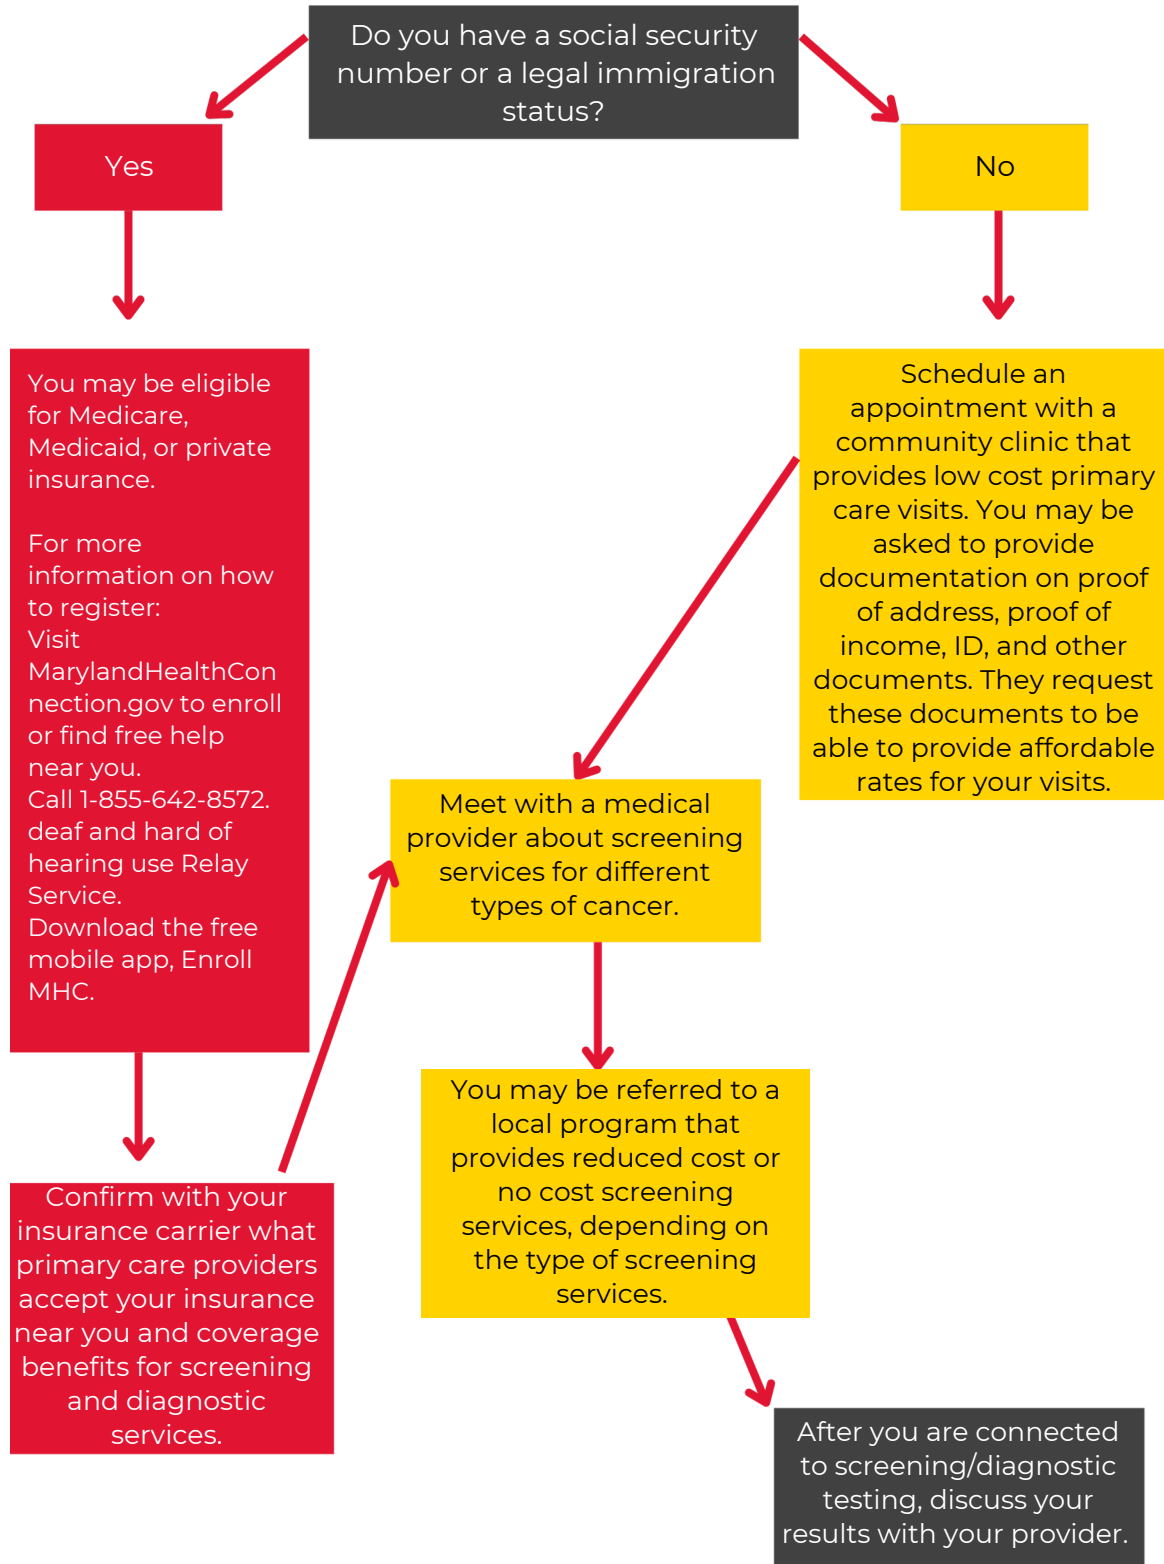 Do you have a social security
number or a legal immigration
status?
Yes
No
You may be eligible
for Medicare,
Medicaid, or private
insurance.
For more
information on how
to register:
Visit
MarylandHealthCon
nection.gov to enroll
or find free help
near you.
Call 1-855-642-8572.
deaf and hard of
hearing use Relay
Service.
Download the free
mobile app, Enroll
MHC.
Schedule an
appointment with a
community clinic that
provides low cost primary
care visits. You may be
asked to provide
documentation on proof
of address, proof of
income, ID, and other
documents. They request
these documents to be
able to provide affordable
rates for your visits.
Meet with a medical
provider about screening
services for different
types of cancer.
You may be referred to a
local program that
provides reduced cost or
no cost screening
services, depending on
the type of screening
services.
Confirm with your
insurance carrier what
primary care providers
accept your insurance
near you and coverage
benefits for screening
and diagnostic
services.
After you are connected
to screening/diagnostic
testing, discuss your
results with your provider.